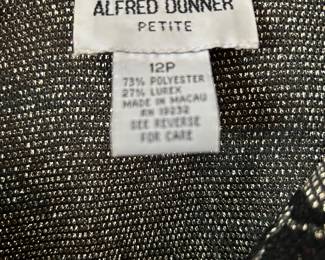 ALFRED DUNNER
PETITE
12P
73% POLYESTER
27% LUREX
MADE IN MACAU
RN 19232
SEE REVERSE
FOR CARE